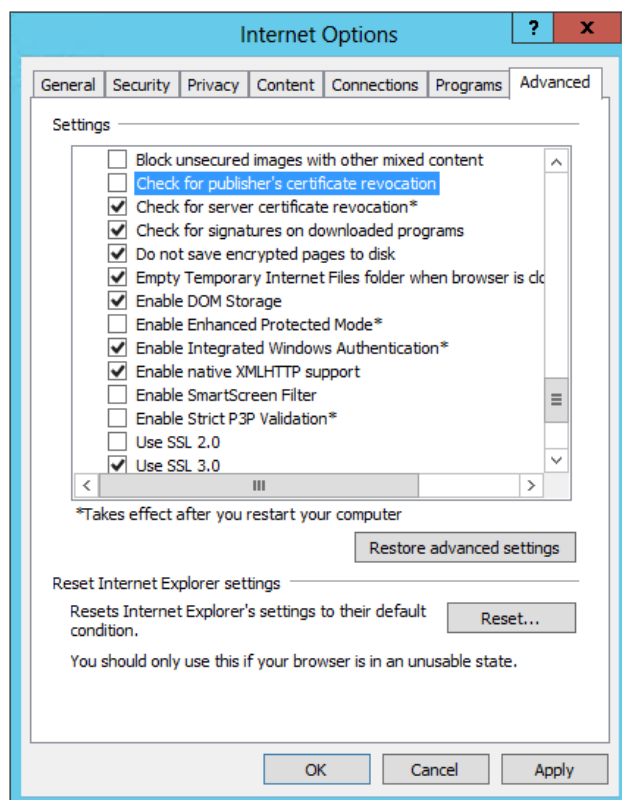 Internet Options
?
x
General
Security
Privacy
Content
Connections
Programs
Advanced
Settings
Block unsecured images with other mixed content
Check for publisher's certificate revocation
Check for server certificate revocation*
Check for signatures on downloaded programs
Do not save encrypted pages to disk
Empty Temporary Internet Files folder when browser is
Enable DOM Storage
Enable Enhanced Protected Mode*
Enable Integrated Windows Authentication*
Enable native XMLHTTP support
Enable SmartScreen Filter
Enable Strict P3P Validation*
Use SSL 2.0
Use SSL 3.0
*Takes effect after you restart your computer
Restore advanced settings
Reset Internet Explorer settings
Resets Internet Explorer's settings to their default
condition.
Reset...
You should only use this if your browser is in an unusable state.
OK
Cancel
Apply